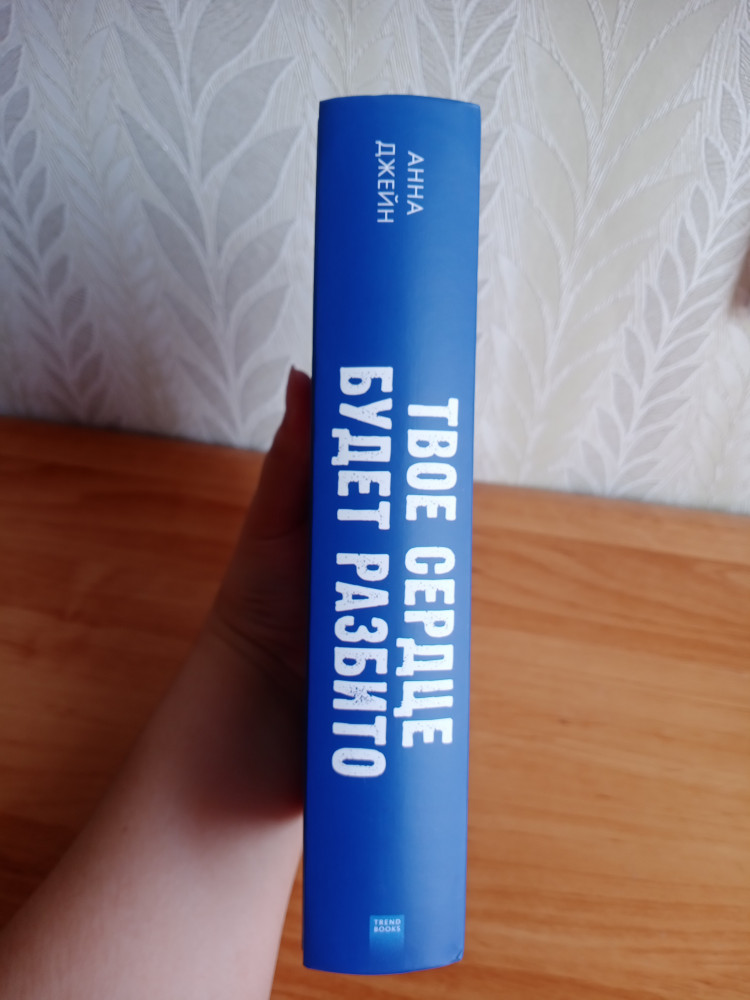 АННА
ДЖЕЙН
ТВОЕ СЕРДЦЕ
БУДЕТ РАЗБИТО
TREND
BOOKS